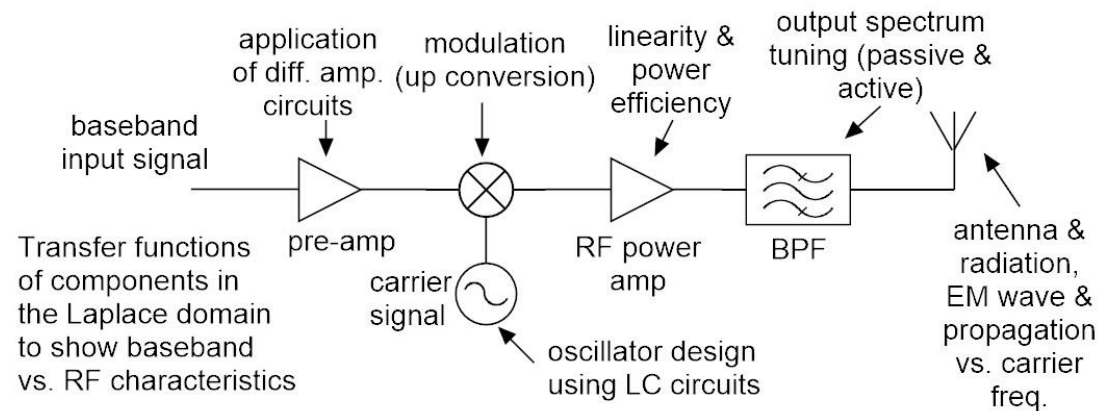 application
of diff. amp.
circuits
modulation
(up conversion)
linearity &
power
efficiency
output spectrum
tuning (passive &
active)
baseband
input signal
pre-amp
RF power
amp
BPF
carrier
signal
Transfer functions
of components in
the Laplace domain
to show baseband
vs. RF characteristics
oscillator design
using LC circuits
antenna &
radiation,
EM wave &
propagation
vs. carrier
freq.